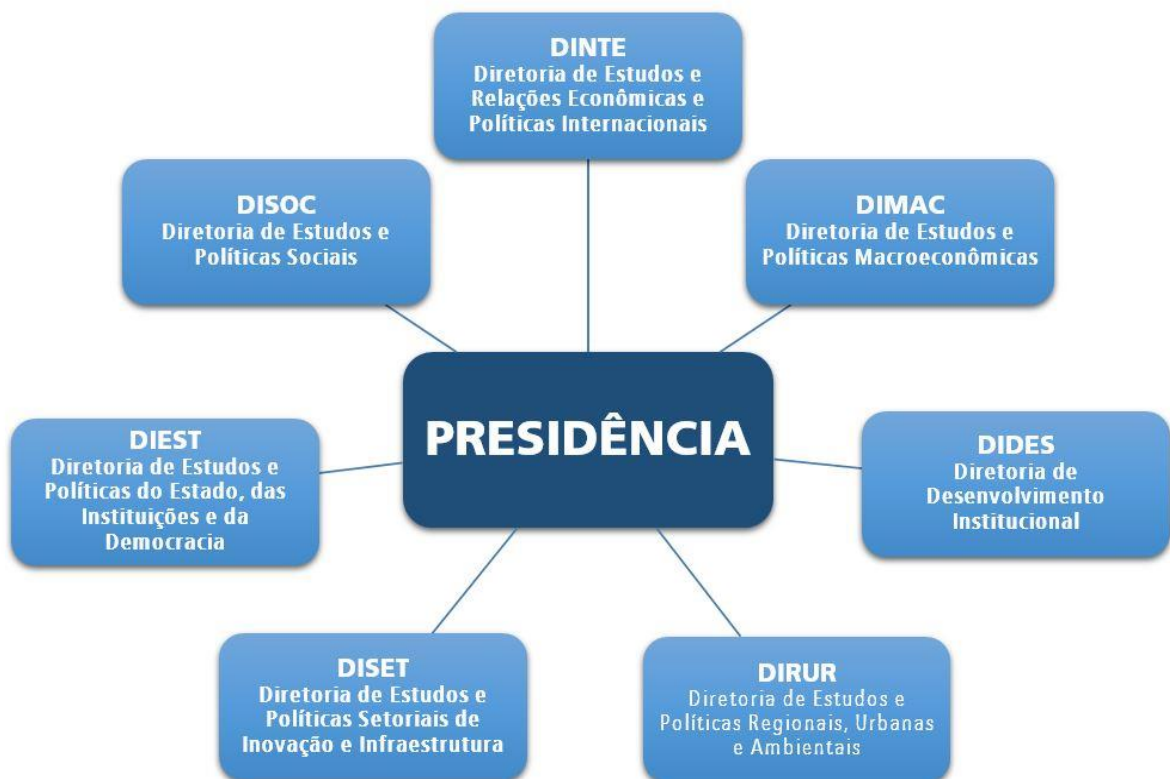 DINTE
Diretoria de Estudos e
Relações Econômicas e
Políticas Internacionais
DISOC
Diretoria de Estudos e
Políticas Sociais
DIMAC
Diretoria de Estudos e
Políticas Macroeconômicas
PRESIDÊNCIA
DIEST
Diretoria de Estudos e
Políticas do Estado, das
Instituições e da
Democracia
DIDES
Diretoria de
Desenvolvimento
Institucional
DISET
Diretoria de Estudos e
Políticas Setoriais de
Inovação e Infraestrutura
DIRUR
Diretoria de Estudos e
Políticas Regionais, Urbanas
e Ambientais